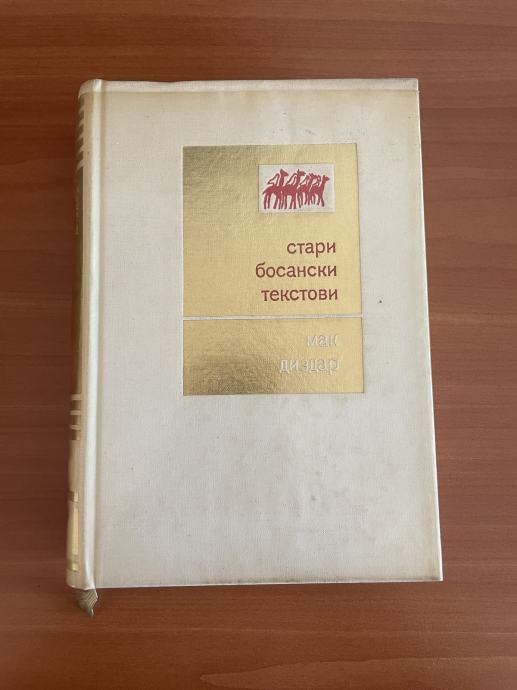 стари
босански
текстови
мак
диздар